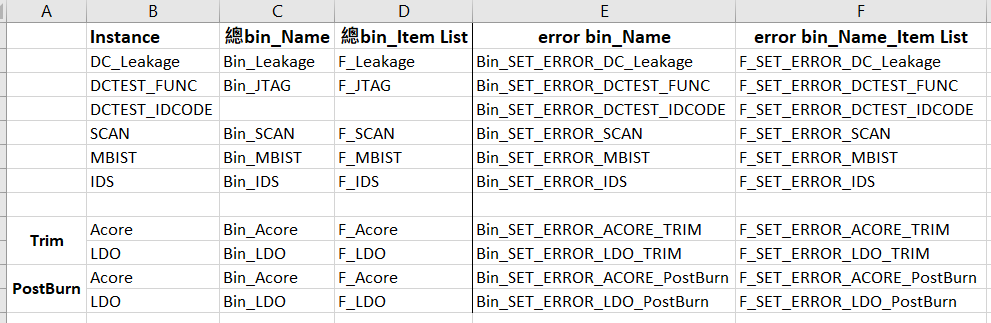 A B C D E F
Instance 總bin_Name 總bin_Item List error bin_Name error bin_Name_Item List
DC_Leakage Bin_Leakage F_Leakage Bin_SET_ERROR_DC_Leakage F_SET_ERROR_DC_Leakage
DCTEST_FUNC Bin_JTAG F_JTAG Bin_SET_ERROR_DCTEST_FUNC F_SET_ERROR_DCTEST_FUNC
DCTEST_IDCODE Bin_SET_ERROR_DCTEST_IDCODE F_SET_ERROR_DCTEST_IDCODE
SCAN Bin_SCAN F_SCAN Bin_SET_ERROR_SCAN F_SET_ERROR_SCAN
MBIST Bin_MBIST F_MBIST Bin_SET_ERROR_MBIST F_SET_ERROR_MBIST
IDS Bin_IDS F_IDS Bin_SET_ERROR_IDS F_SET_ERROR_IDS
Trim
Acore Bin_Acore F_Acore Bin_SET_ERROR_ACORE_TRIM F_SET_ERROR_ACORE_TRIM
LDO Bin_LDO F_LDO Bin_SET_ERROR_LDO_TRIM F_SET_ERROR_LDO_TRIM
PostBurn
Acore Bin_Acore F_Acore Bin_SET_ERROR_ACORE_PostBurn F_SET_ERROR_ACORE_PostBurn
LDO Bin_LDO F_LDO Bin_SET_ERROR_LDO_PostBurn F_SET_ERROR_LDO_PostBurn